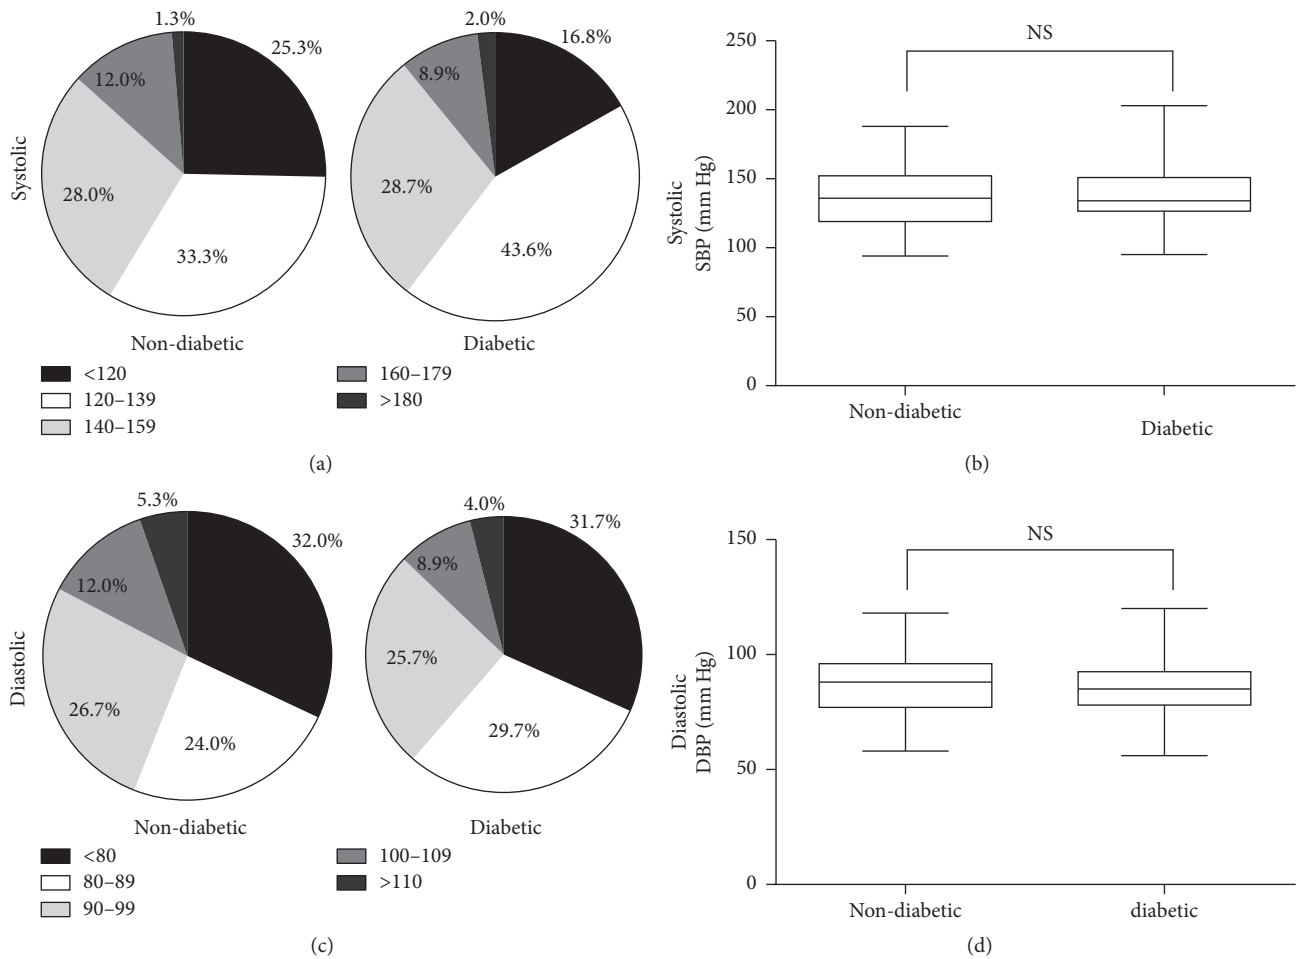 1.3%
25.3%
12.0%
28.0%
33.3%
Systolic
Non-diabetic
2.0%
16.8%
8.9%
28.7%
43.6%
Diabetic
<120
120–139
140–159
160–179
>180
(a)
NS
250
200
150
100
50
0
Systolic
SBP (mm Hg)
Non-diabetic
Diabetic
(b)
5.3%
32.0%
12.0%
26.7%
24.0%
Diastolic
Non-diabetic
4.0%
31.7%
8.9%
25.7%
29.7%
Diabetic
<80
80–89
90–99
100–109
>110
(c)
NS
150
100
50
0
Diastolic
DBP (mm Hg)
Non-diabetic
diabetic
(d)